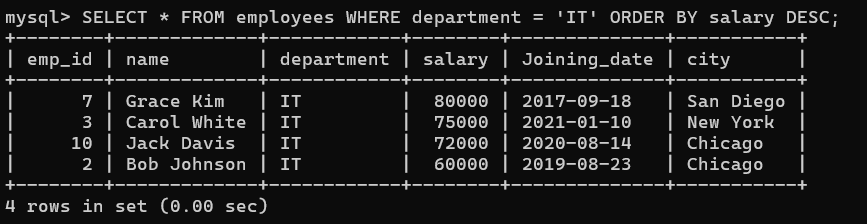 mysql> SELECT * FROM employees WHERE department = 'IT' ORDER BY salary DESC;
+--------+-------------+------------+--------+--------------+-----------+
| emp_id | name        | department | salary | Joining_date | city      |
+--------+-------------+------------+--------+--------------+-----------+
|      7 | Grace Kim   | IT         |  80000 | 2017-09-18   | San Diego |
|      3 | Carol White | IT         |  75000 | 2021-01-10   | New York  |
|     10 | Jack Davis  | IT         |  72000 | 2020-08-14   | Chicago   |
|      2 | Bob Johnson | IT         |  60000 | 2019-08-23   | Chicago   |
+--------+-------------+------------+--------+--------------+-----------+
4 rows in set (0.00 sec)